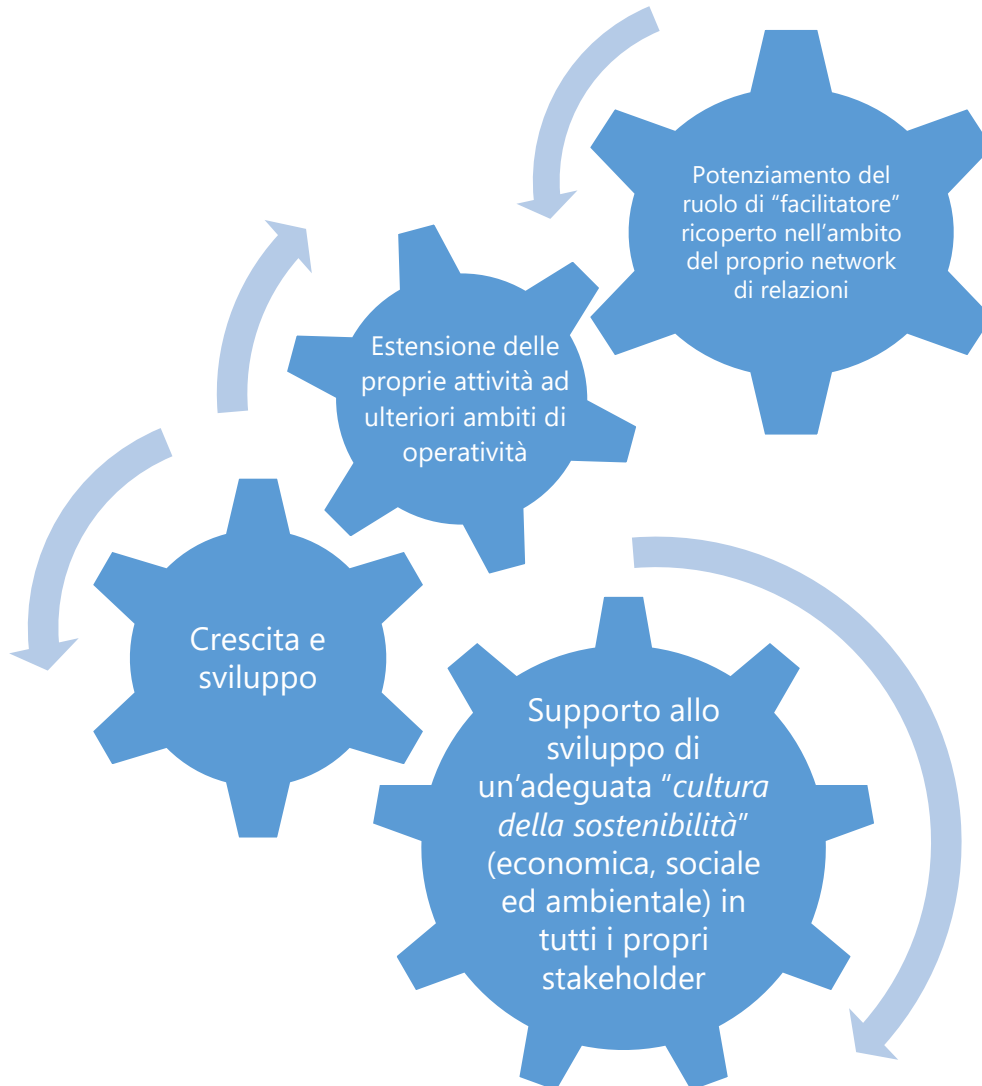 Potenziamento del
ruolo di “facilitatore”
ricoperto nell’ambito
del proprio network
di relazioni
Estensione delle
proprie attività ad
ulteriori ambiti di
operatività
Crescita e
sviluppo
Supporto allo
sviluppo di
un’adeguata “cultura
della sostenibilità”
(economica, sociale
ed ambientale) in
tutti i propri
stakeholder